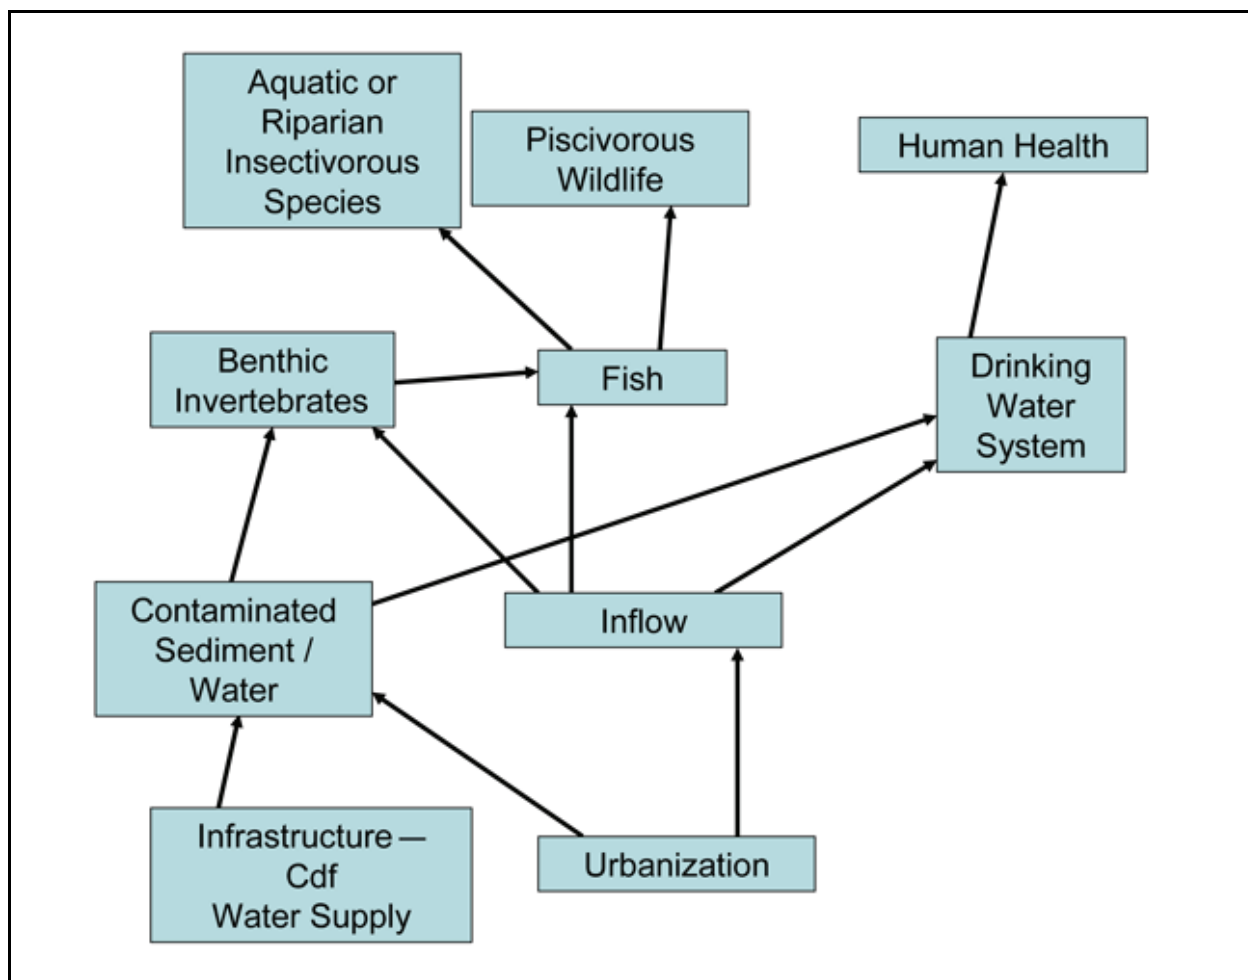 Aquatic or
Riparian
Insectivorous
Species
Piscivorous
Wildlife
Human Health
Benthic
Invertebrates
Fish
Drinking
Water
System
Contaminated
Sediment /
Water
Inflow
Infrastructure —
Cdf
Water Supply
Urbanization